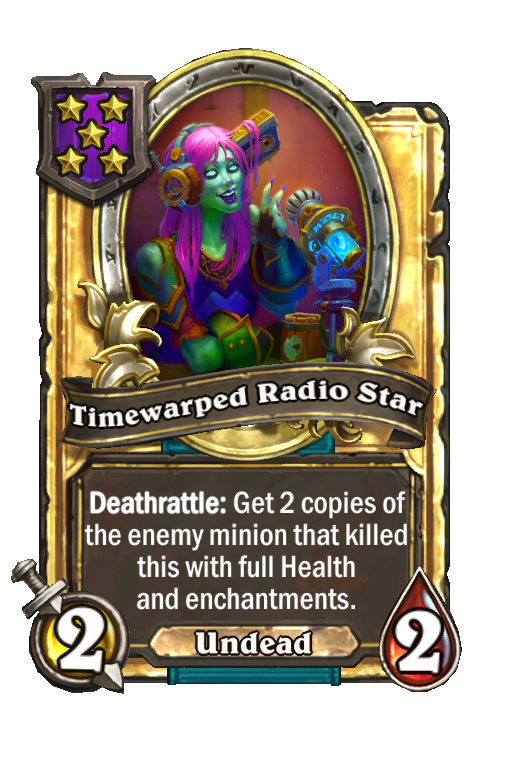 Timewarped Radio Star
Deathrattle: Get 2 copies of
the enemy minion that killed
this with full Health
and enchantments.
2
Undead
2